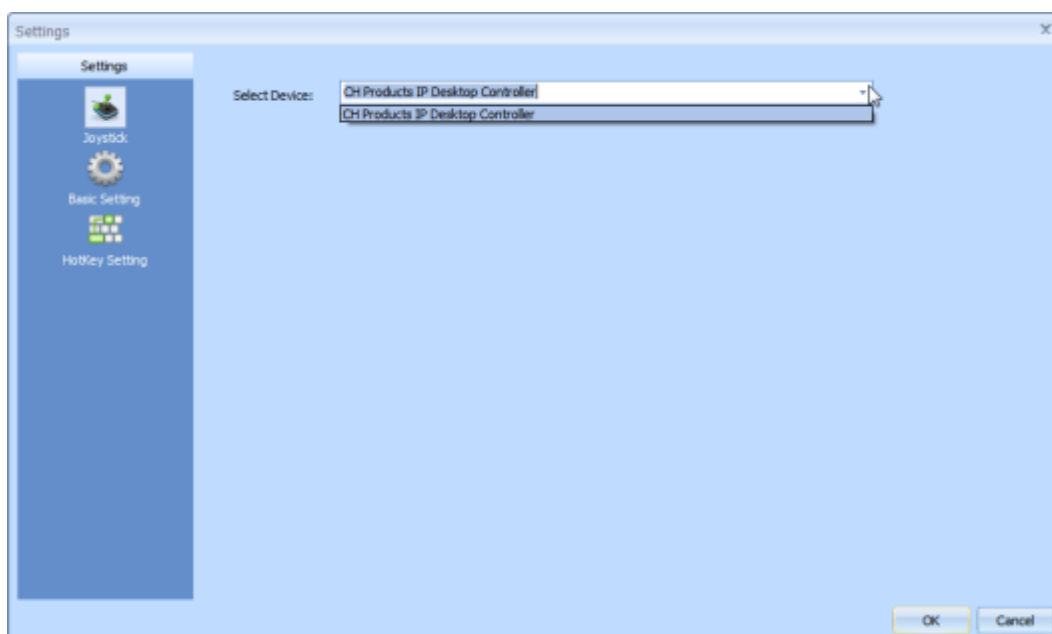 Settings
Settings
Joystick
Basic Setting
HotKey Setting
Select Device:
CH Products IP Desktop Controller
CH Products IP Desktop Controller
OK
Cancel